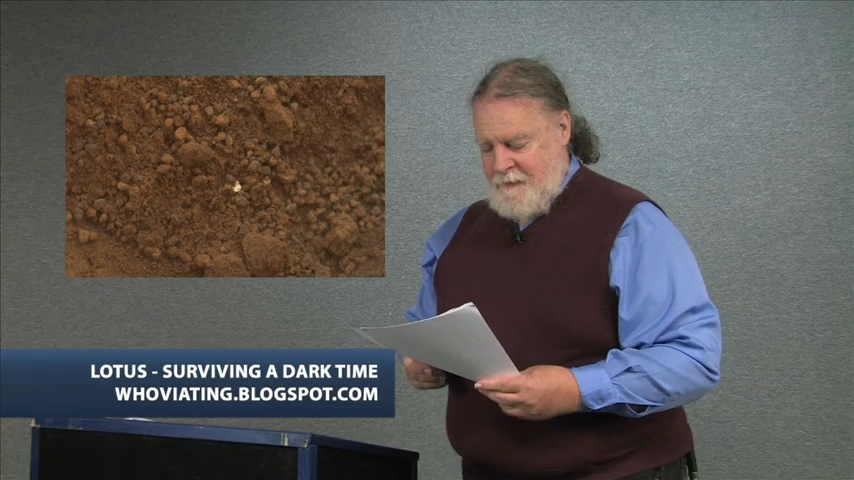 LOTUS - SURVIVING A DARK TIME
WHOVIATING.BLOGSPOT.COM